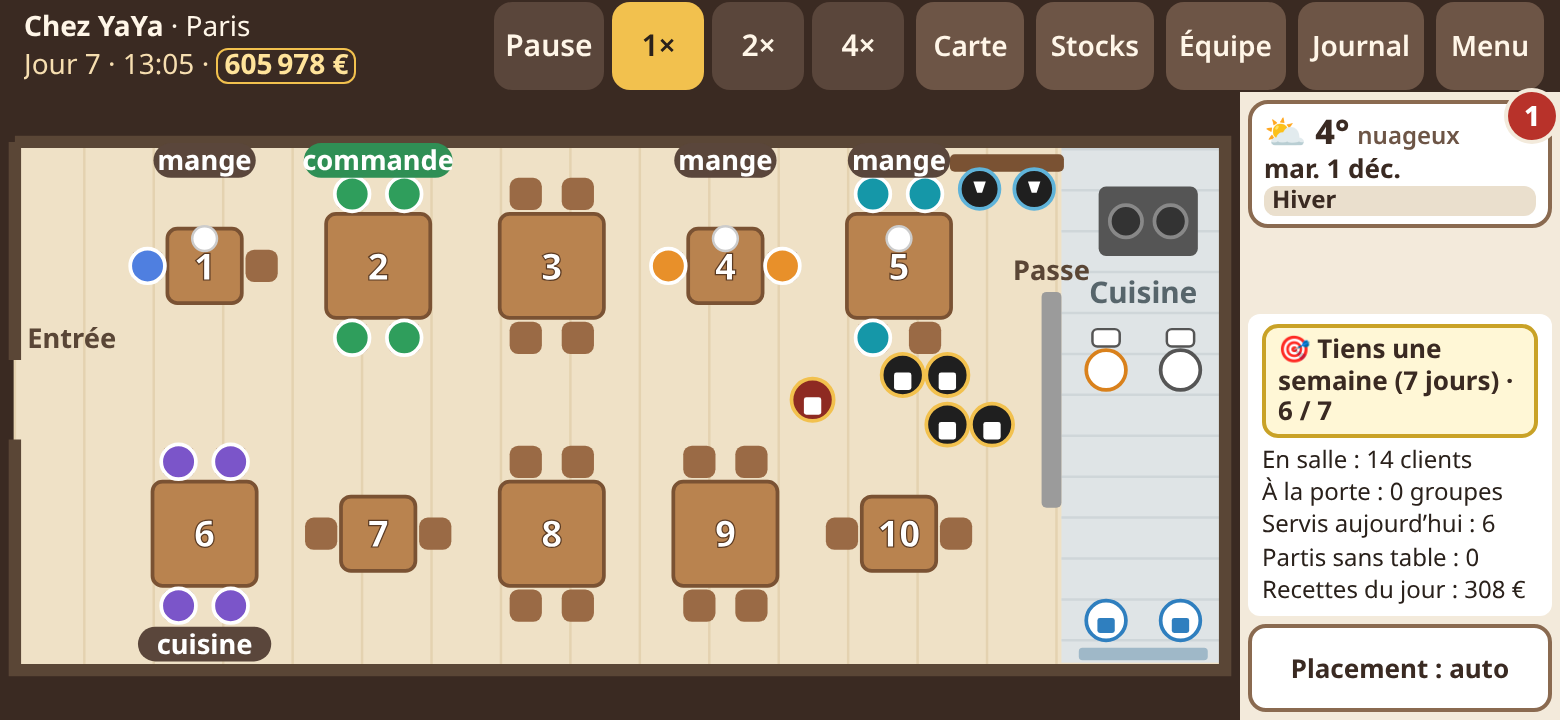 Chez YaYa · Paris
Jour 7 · 13:05 · 605 978 €
Pause
1×
2×
4×
Carte
Stocks
Équipe
Journal
Menu
1
4° nuageux
mar. 1 déc.
Hiver
mange
commande
mange
mange
1
2
3
4
5
Passe
Cuisine
Entrée
🎯 Tiens une
semaine (7 jours) ·
6 / 7
En salle : 14 clients
À la porte : 0 groupes
Servis aujourd’hui : 6
Partis sans table : 0
Recettes du jour : 308 €
6
7
8
9
10
cuisine
Placement : auto